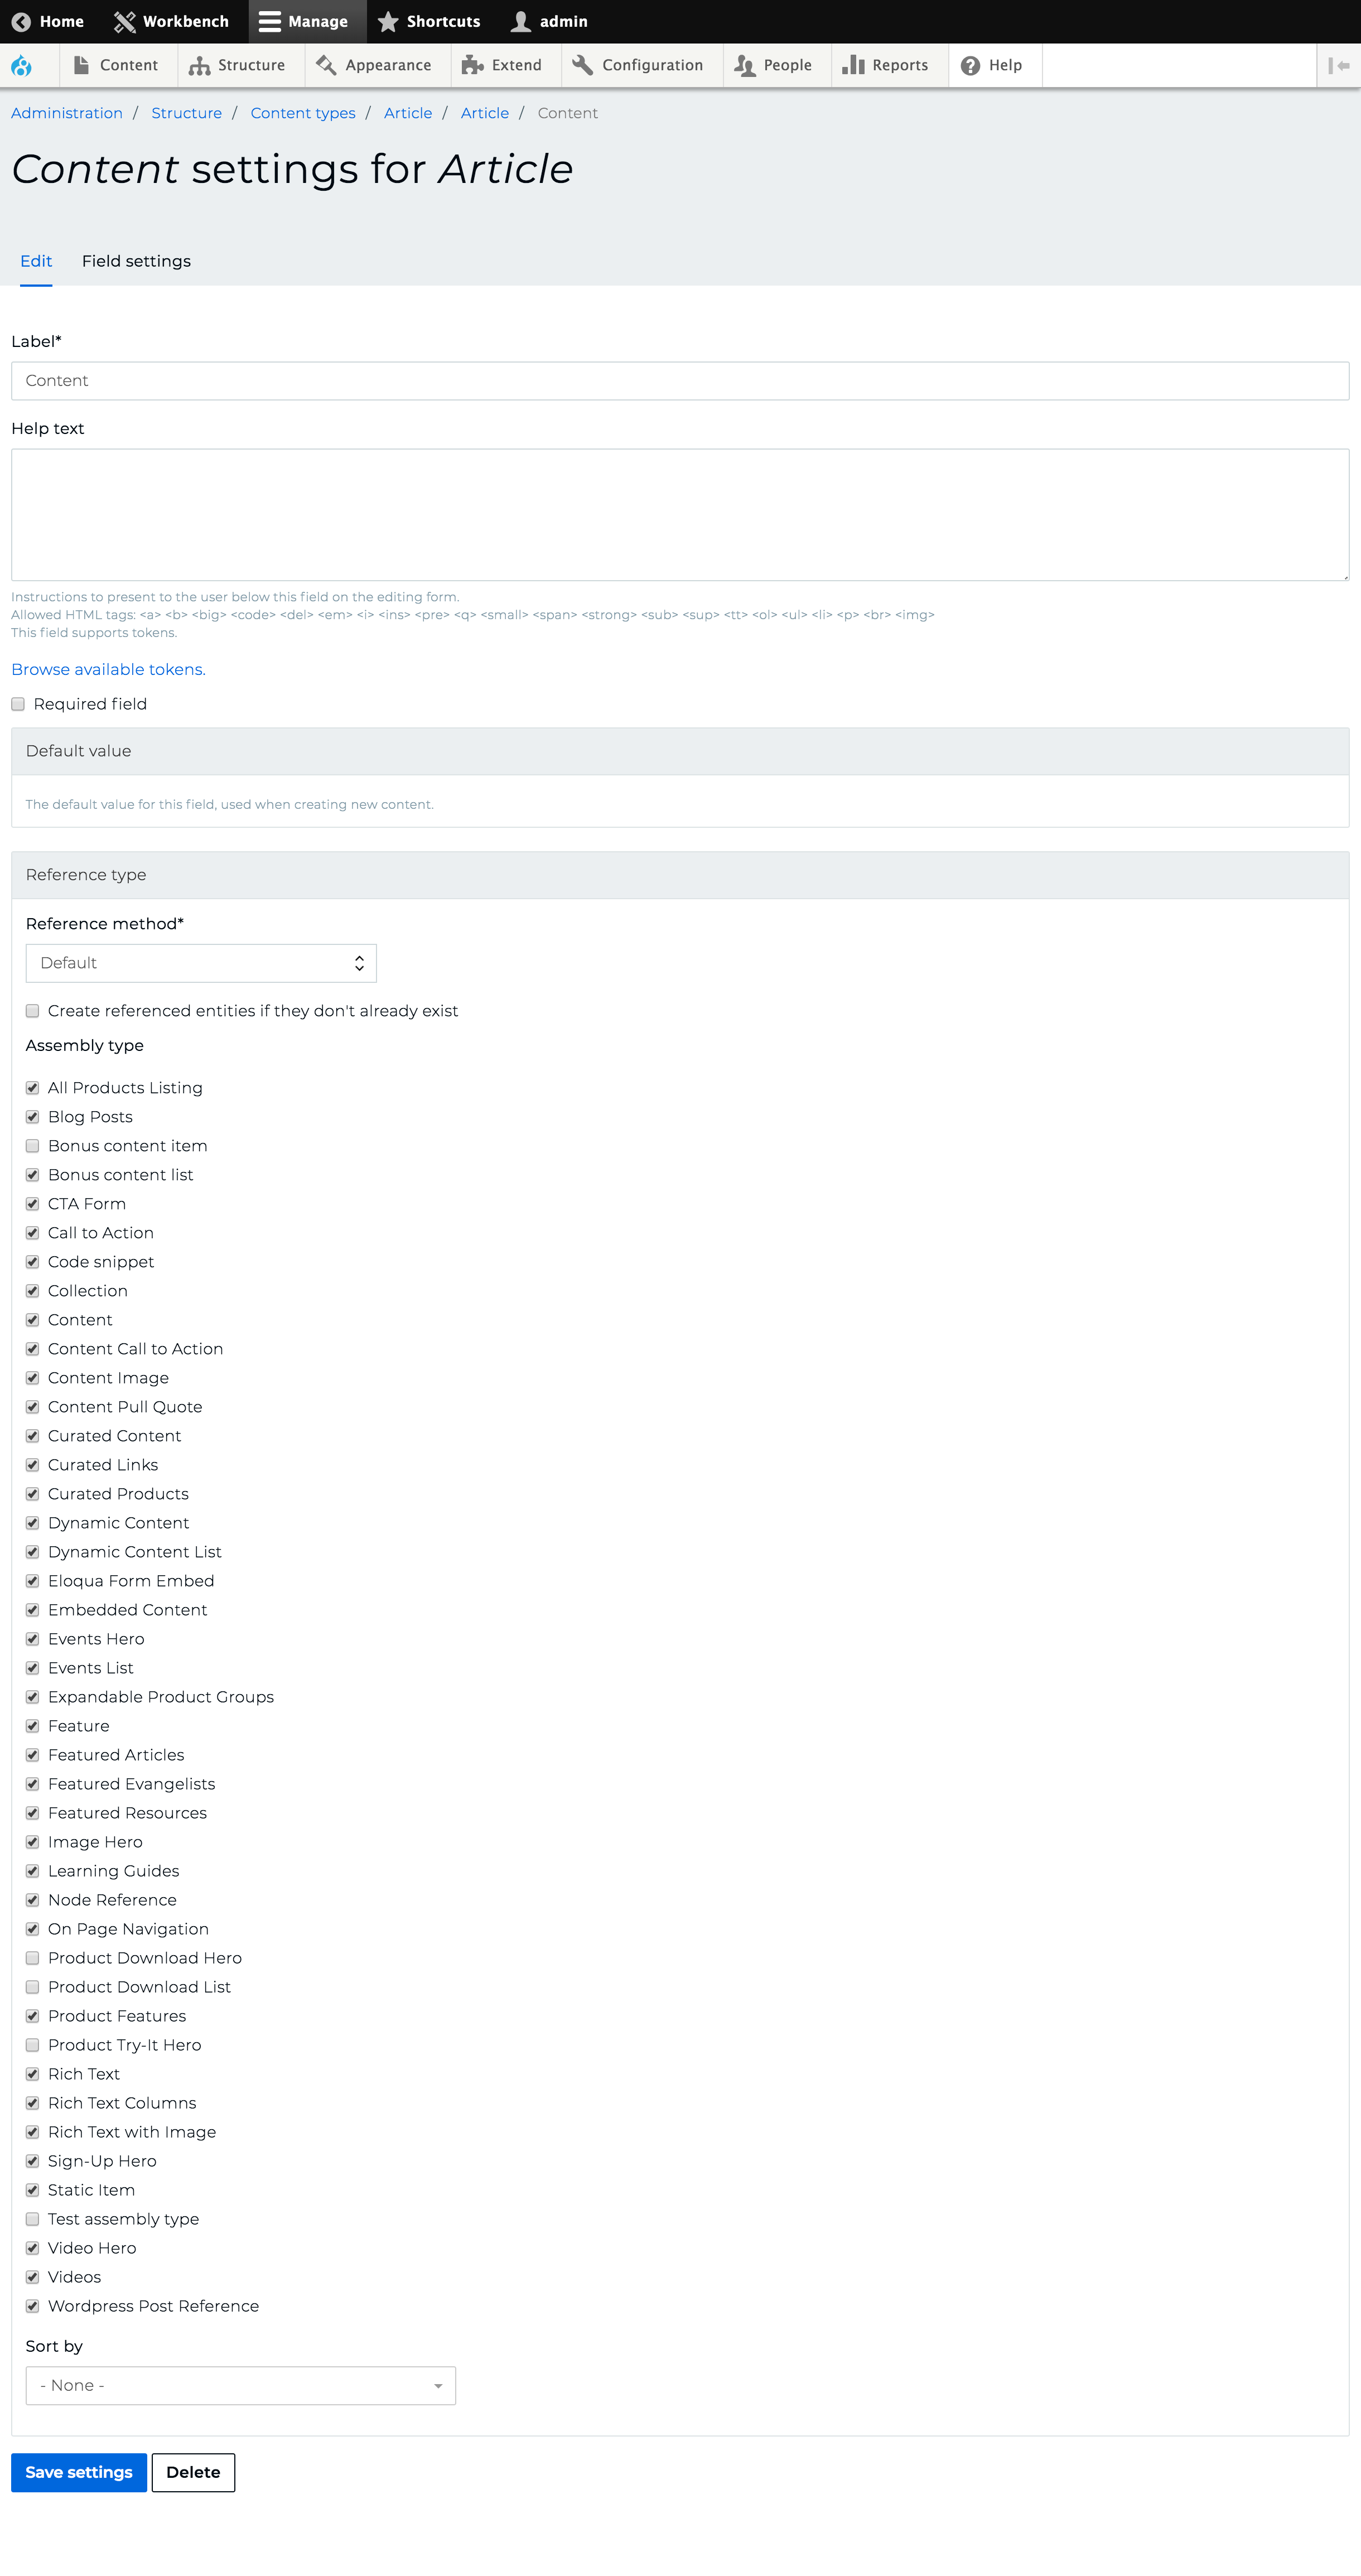 Home Workbench Manage Shortcuts admin
Content Structure Appearance Extend Configuration People Reports Help
Administration / Structure / Content types / Article / Article / Content
Content settings for Article
Edit Field settings
Label*
Content
Help text
Instructions to present to the user below this field on the editing form.
Allowed HTML tags: <a> <b> <big> <code> <del> <em> <i> <ins> <pre> <q> <small> <span> <strong> <sub> <sup> <tt> <ol> <ul> <li> <p> <br> <img>
This field supports tokens.
Browse available tokens.
Required field
Default value
The default value for this field, used when creating new content.
Reference type
Reference method*
Default
Create referenced entities if they don't already exist
Assembly type
All Products Listing
Blog Posts
Bonus content item
Bonus content list
CTA Form
Call to Action
Code snippet
Collection
Content
Content Call to Action
Content Image
Content Pull Quote
Curated Content
Curated Links
Curated Products
Dynamic Content
Dynamic Content List
Eloqua Form Embed
Embedded Content
Events Hero
Events List
Expandable Product Groups
Feature
Featured Articles
Featured Evangelists
Featured Resources
Image Hero
Learning Guides
Node Reference
On Page Navigation
Product Download Hero
Product Download List
Product Features
Product Try-It Hero
Rich Text
Rich Text Columns
Rich Text with Image
Sign-Up Hero
Static Item
Test assembly type
Video Hero
Videos
Wordpress Post Reference
Sort by
- None -
Save settings Delete